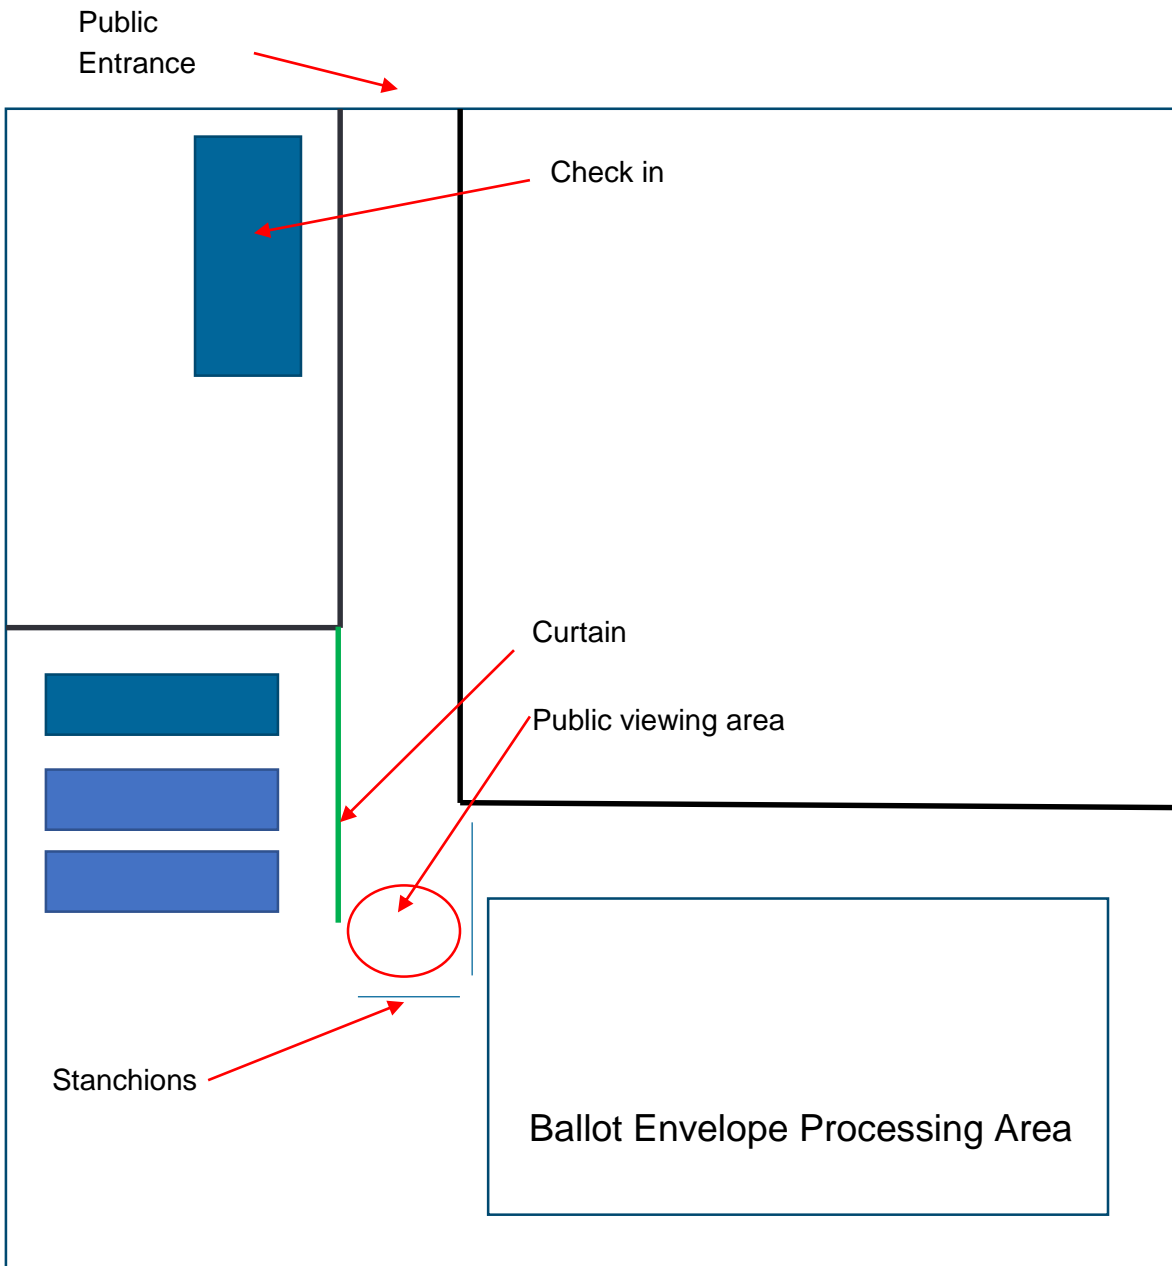 Public
Entrance
Check in
Curtain
Public viewing area
Stanchions
Ballot Envelope Processing Area